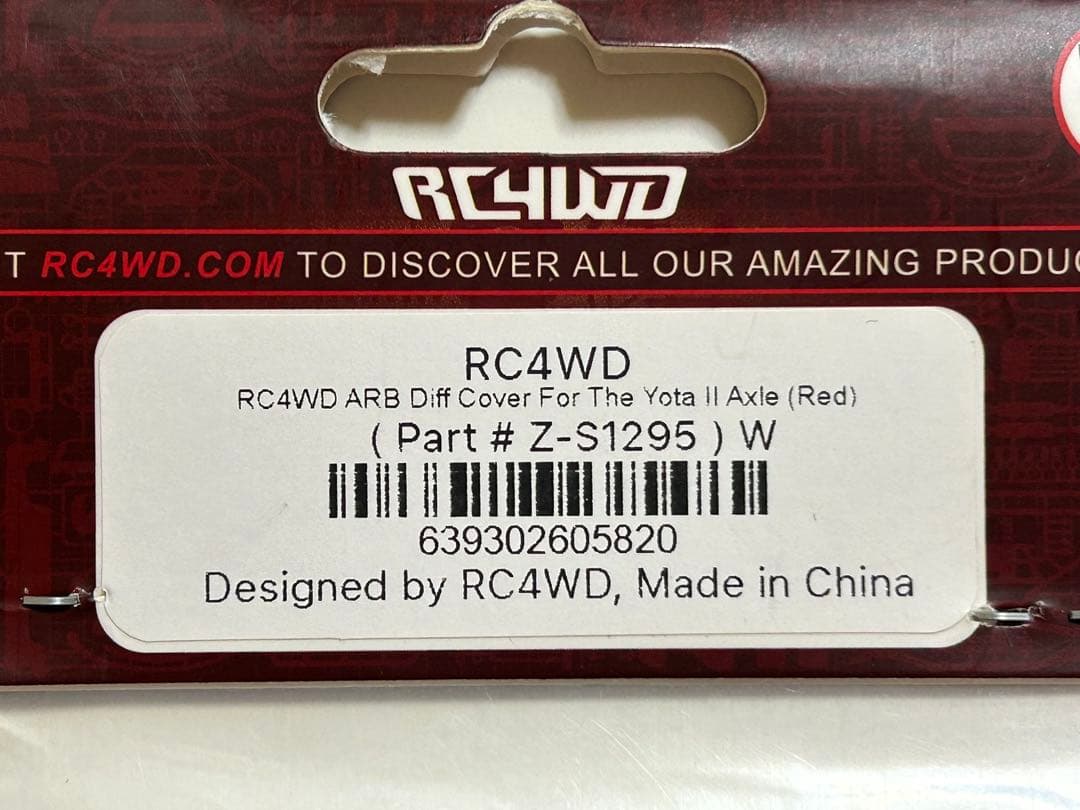 RC4WD
T RC4WD.COM TO DISCOVER ALL OUR AMAZING PRODUC
RC4WD
RC4WD ARB Diff Cover For The Yota II Axle (Red)
( Part # Z-S1295 ) W
639302605820
Designed by RC4WD, Made in China